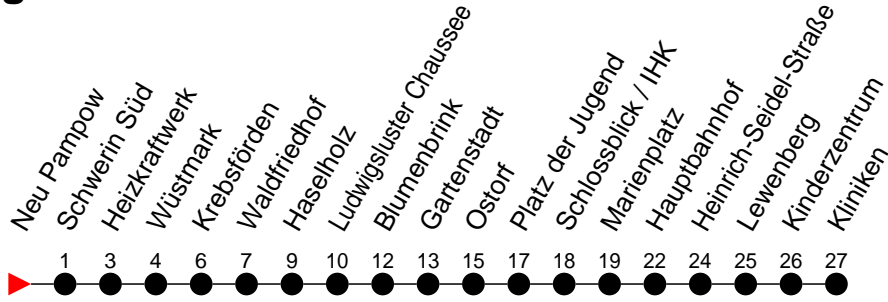 Neu Pampow
Schwerin Süd
Heizkraftwerk
Wüstmark
Krebsförden
Waldfriedhof
Haselholz
Ludwigsluster Chaussee
Blumenbrink
Gartenstadt
Ostorf
Platz der Jugend
Schlossblick / IHK
Marienplatz
Hauptbahnhof
Heinrich-Seidel-Straße
Lewenberg
Kinderzentrum
Kliniken
1 3 4 6 7 9 10 12 13 15 17 18 19 22 24 25 26 27